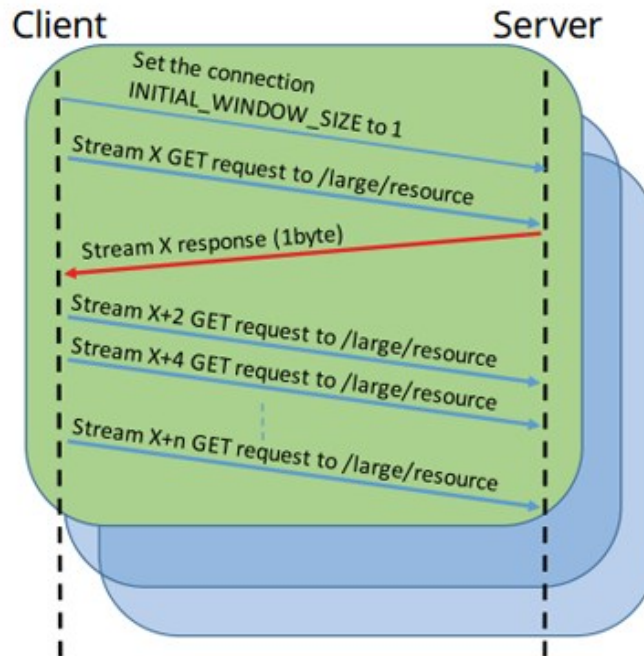 Client
Server
Set the connection
INITIAL_WINDOW_SIZE to 1
Stream X GET request to /large/resource
Stream X response (1byte)
Stream X+2 GET request to /large/resource
Stream X+4 GET request to /large/resource
Stream X+n GET request to /large/resource